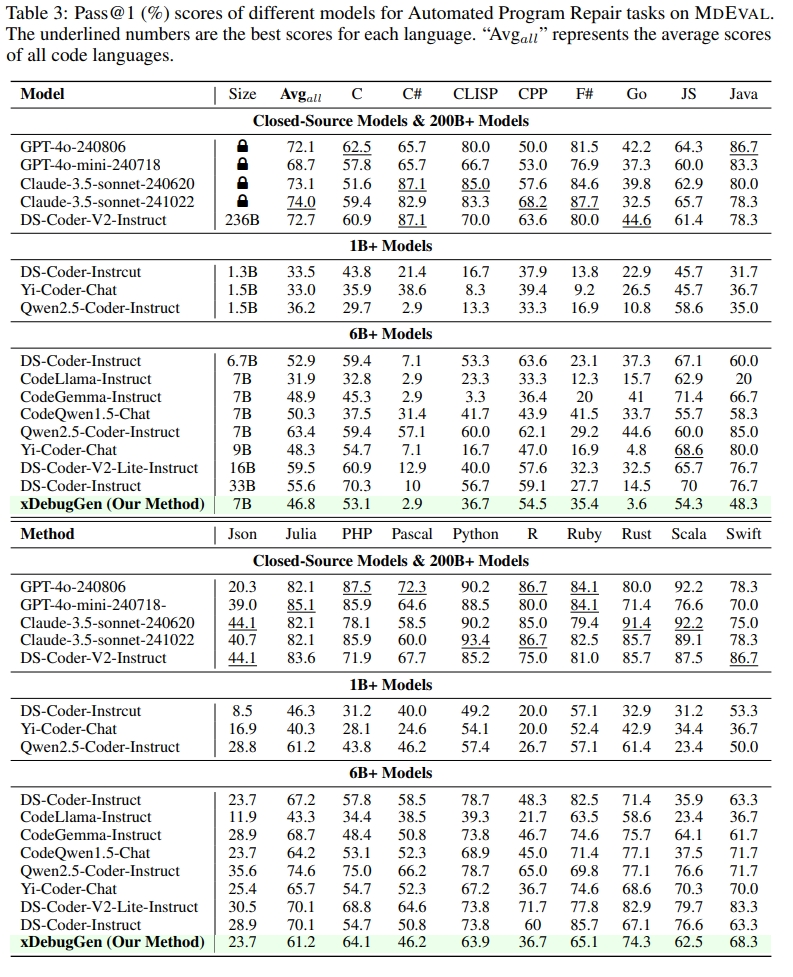 Table 3: Pass@1 (%) scores of different models for Automated Program Repair tasks on MDEVAL.
The underlined numbers are the best scores for each language. “Avgall” represents the average scores
of all code languages.
Model Size Avgall C C# CLISP CPP F# Go JS Java
Closed-Source Models & 200B+ Models
GPT-4o-240806 72.1 62.5 65.7 80.0 50.0 81.5 42.2 64.3 86.7
GPT-4o-mini-240718 68.7 57.8 65.7 66.7 53.0 76.9 37.3 60.0 83.3
Claude-3.5-sonnet-240620 73.1 51.6 87.1 85.0 57.6 84.6 39.8 62.9 80.0
Claude-3.5-sonnet-241022 74.0 59.4 82.9 83.3 68.2 87.7 32.5 65.7 78.3
DS-Coder-V2-Instruct 236B 72.7 60.9 87.1 70.0 63.6 80.0 44.6 61.4 78.3
1B+ Models
DS-Coder-Instrcut 1.3B 33.5 43.8 21.4 16.7 37.9 13.8 22.9 45.7 31.7
Yi-Coder-Chat 1.5B 33.0 35.9 38.6 8.3 39.4 9.2 26.5 45.7 36.7
Qwen2.5-Coder-Instruct 1.5B 36.2 29.7 2.9 13.3 33.3 16.9 10.8 58.6 35.0
6B+ Models
DS-Coder-Instruct 6.7B 52.9 59.4 7.1 53.3 63.6 23.1 37.3 67.1 60.0
CodeLlama-Instruct 7B 31.9 32.8 2.9 23.3 33.3 12.3 15.7 62.9 20
CodeGemma-Instruct 7B 48.9 45.3 2.9 3.3 36.4 20 41 71.4 66.7
CodeQwen1.5-Chat 7B 50.3 37.5 31.4 41.7 43.9 41.5 33.7 55.7 58.3
Qwen2.5-Coder-Instruct 7B 63.4 59.4 57.1 60.0 62.1 29.2 44.6 60.0 85.0
Yi-Coder-Chat 9B 48.3 54.7 7.1 16.7 47.0 16.9 4.8 68.6 80.0
DS-Coder-V2-Lite-Instruct 16B 59.5 60.9 12.9 40.0 57.6 32.3 32.5 65.7 76.7
DS-Coder-Instruct 33B 55.6 70.3 10 56.7 59.1 27.7 14.5 70 76.7
xDebugGen (Our Method) 7B 46.8 53.1 2.9 36.7 54.5 35.4 3.6 54.3 48.3
Method Json Julia PHP Pascal Python R Ruby Rust Scala Swift
Closed-Source Models & 200B+ Models
GPT-4o-240806 20.3 82.1 87.5 72.3 90.2 86.7 84.1 80.0 92.2 78.3
GPT-4o-mini-240718- 39.0 85.1 85.9 64.6 88.5 80.0 84.1 71.4 76.6 70.0
Claude-3.5-sonnet-240620 44.1 82.1 78.1 58.5 90.2 85.0 79.4 91.4 92.2 75.0
Claude-3.5-sonnet-241022 40.7 82.1 85.9 60.0 93.4 86.7 82.5 85.7 89.1 78.3
DS-Coder-V2-Instruct 44.1 83.6 71.9 67.7 85.2 75.0 81.0 85.7 87.5 86.7
1B+ Models
DS-Coder-Instrcut 8.5 46.3 31.2 40.0 49.2 20.0 57.1 32.9 31.2 53.3
Yi-Coder-Chat 16.9 40.3 28.1 24.6 54.1 20.0 52.4 42.9 34.4 36.7
Qwen2.5-Coder-Instruct 28.8 61.2 43.8 46.2 57.4 26.7 57.1 61.4 23.4 50.0
6B+ Models
DS-Coder-Instruct 23.7 67.2 57.8 58.5 78.7 48.3 82.5 71.4 35.9 63.3
CodeLlama-Instruct 11.9 43.3 34.4 38.5 39.3 21.7 63.5 58.6 23.4 36.7
CodeGemma-Instruct 28.9 68.7 48.4 50.8 73.8 46.7 74.6 75.7 64.1 61.7
CodeQwen1.5-Chat 23.7 64.2 53.1 52.3 68.9 45.0 71.4 77.1 37.5 71.7
Qwen2.5-Coder-Instruct 35.6 74.6 75.0 66.2 78.7 65.0 69.8 77.1 76.6 71.7
Yi-Coder-Chat 25.4 65.7 54.7 52.3 67.2 36.7 74.6 68.6 70.3 70.0
DS-Coder-V2-Lite-Instruct 30.5 70.1 68.8 64.6 73.8 71.7 77.8 82.9 79.7 83.3
DS-Coder-Instruct 28.9 70.1 54.7 50.8 73.8 60 85.7 67.1 76.6 63.3
xDebugGen (Our Method) 23.7 61.2 64.1 46.2 63.9 36.7 65.1 74.3 62.5 68.3